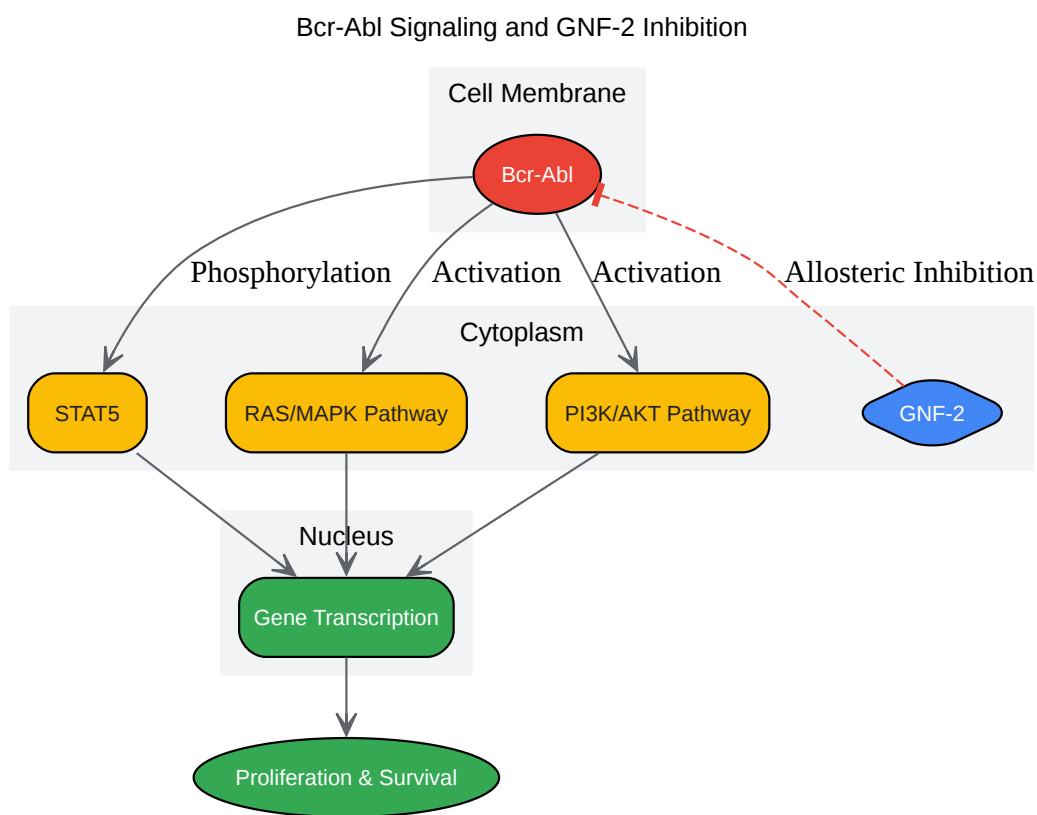 Bcr-Abl Signaling and GNF-2 Inhibition
Cell Membrane
Bcr-Abl
Phosphorylation
Activation
Activation
Allosteric Inhibition
Cytoplasm
STAT5
RAS/MAPK Pathway
PI3K/AKT Pathway
GNF-2
Nucleus
Gene Transcription
Proliferation & Survival